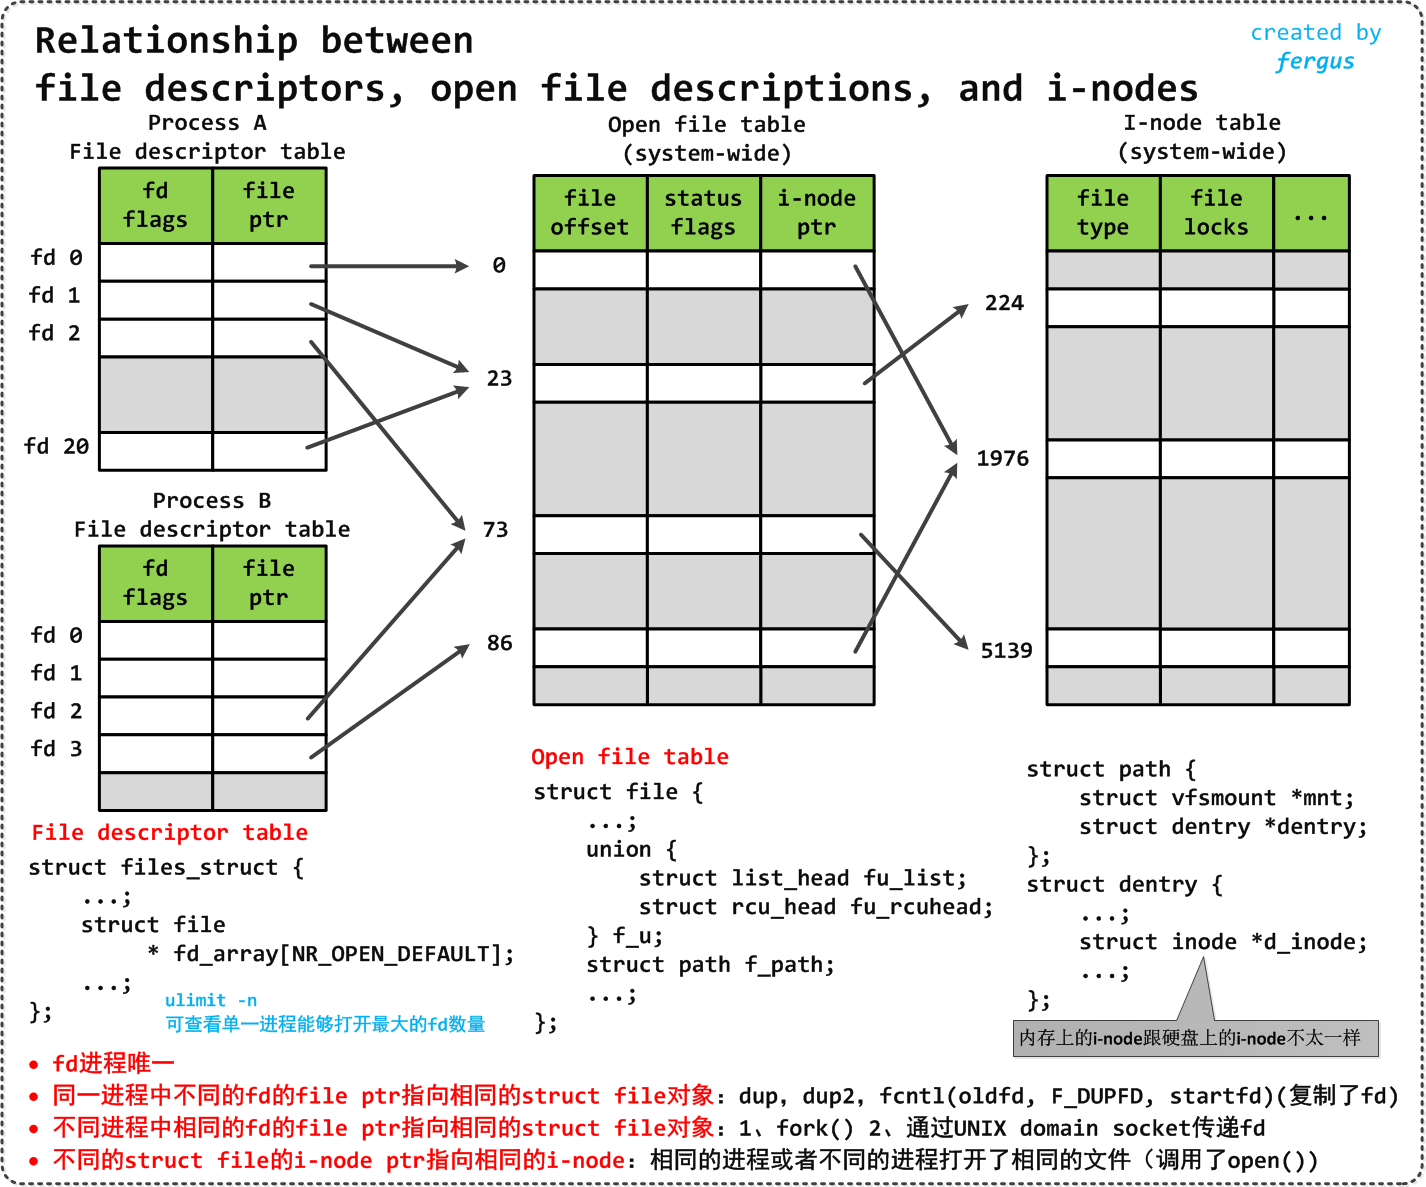 Relationship between
file descriptors, open file descriptions, and i-nodes
created by
fergus
Process A
File descriptor table
fd
flags
file
ptr
fd 0
fd 1
fd 2
fd 20
Process B
File descriptor table
fd
flags
file
ptr
fd 0
fd 1
fd 2
fd 3
Open file table
(system-wide)
file
offset
status
flags
i-node
ptr
0
23
73
86
I-node table
(system-wide)
file
type
file
locks
...
224
1976
5139
File descriptor table
struct files_struct {
...;
struct file
* fd_array[NR_OPEN_DEFAULT];
...;
};
ulimit -n
可查看单一进程能够打开最大的fd数量
Open file table
struct file {
...;
union {
struct list_head fu_list;
struct rcu_head fu_rcuhead;
} f_u;
struct path f_path;
...;
};
struct path {
struct vfsmount *mnt;
struct dentry *dentry;
};
struct dentry {
...;
struct inode *d_inode;
...;
};
内存上的i-node跟硬盘上的i-node不太一样
• fd进程唯一
• 同一进程中不同的fd的file ptr指向相同的struct file对象：dup，dup2，fcntl(oldfd, F_DUPFD, startfd)(复制了fd)
• 不同进程中相同的fd的file ptr指向相同的struct file对象：1、fork() 2、通过UNIX domain socket传递fd
• 不同的struct file的i-node ptr指向相同的i-node：相同的进程或者不同的进程打开了相同的文件（调用了open())